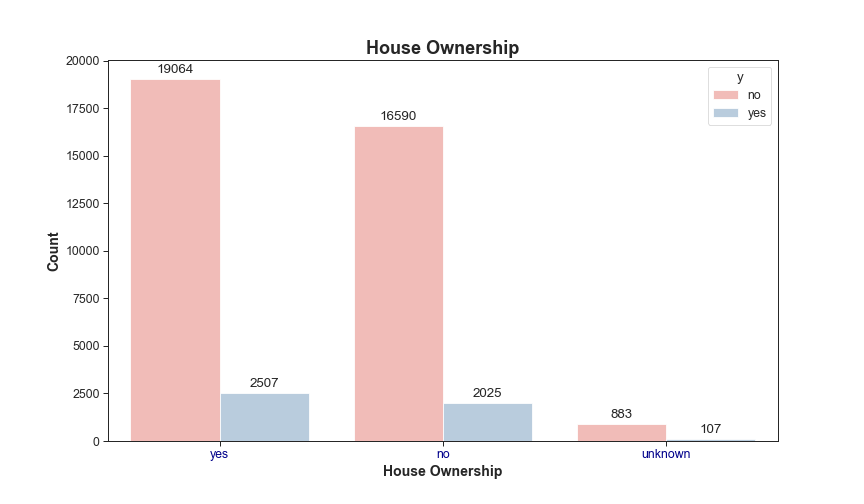 House Ownership
20000
17500
15000
12500
10000
7500
5000
2500
0
Count
19064
2507
16590
2025
883
107
y
no
yes
yes
no
unknown
House Ownership